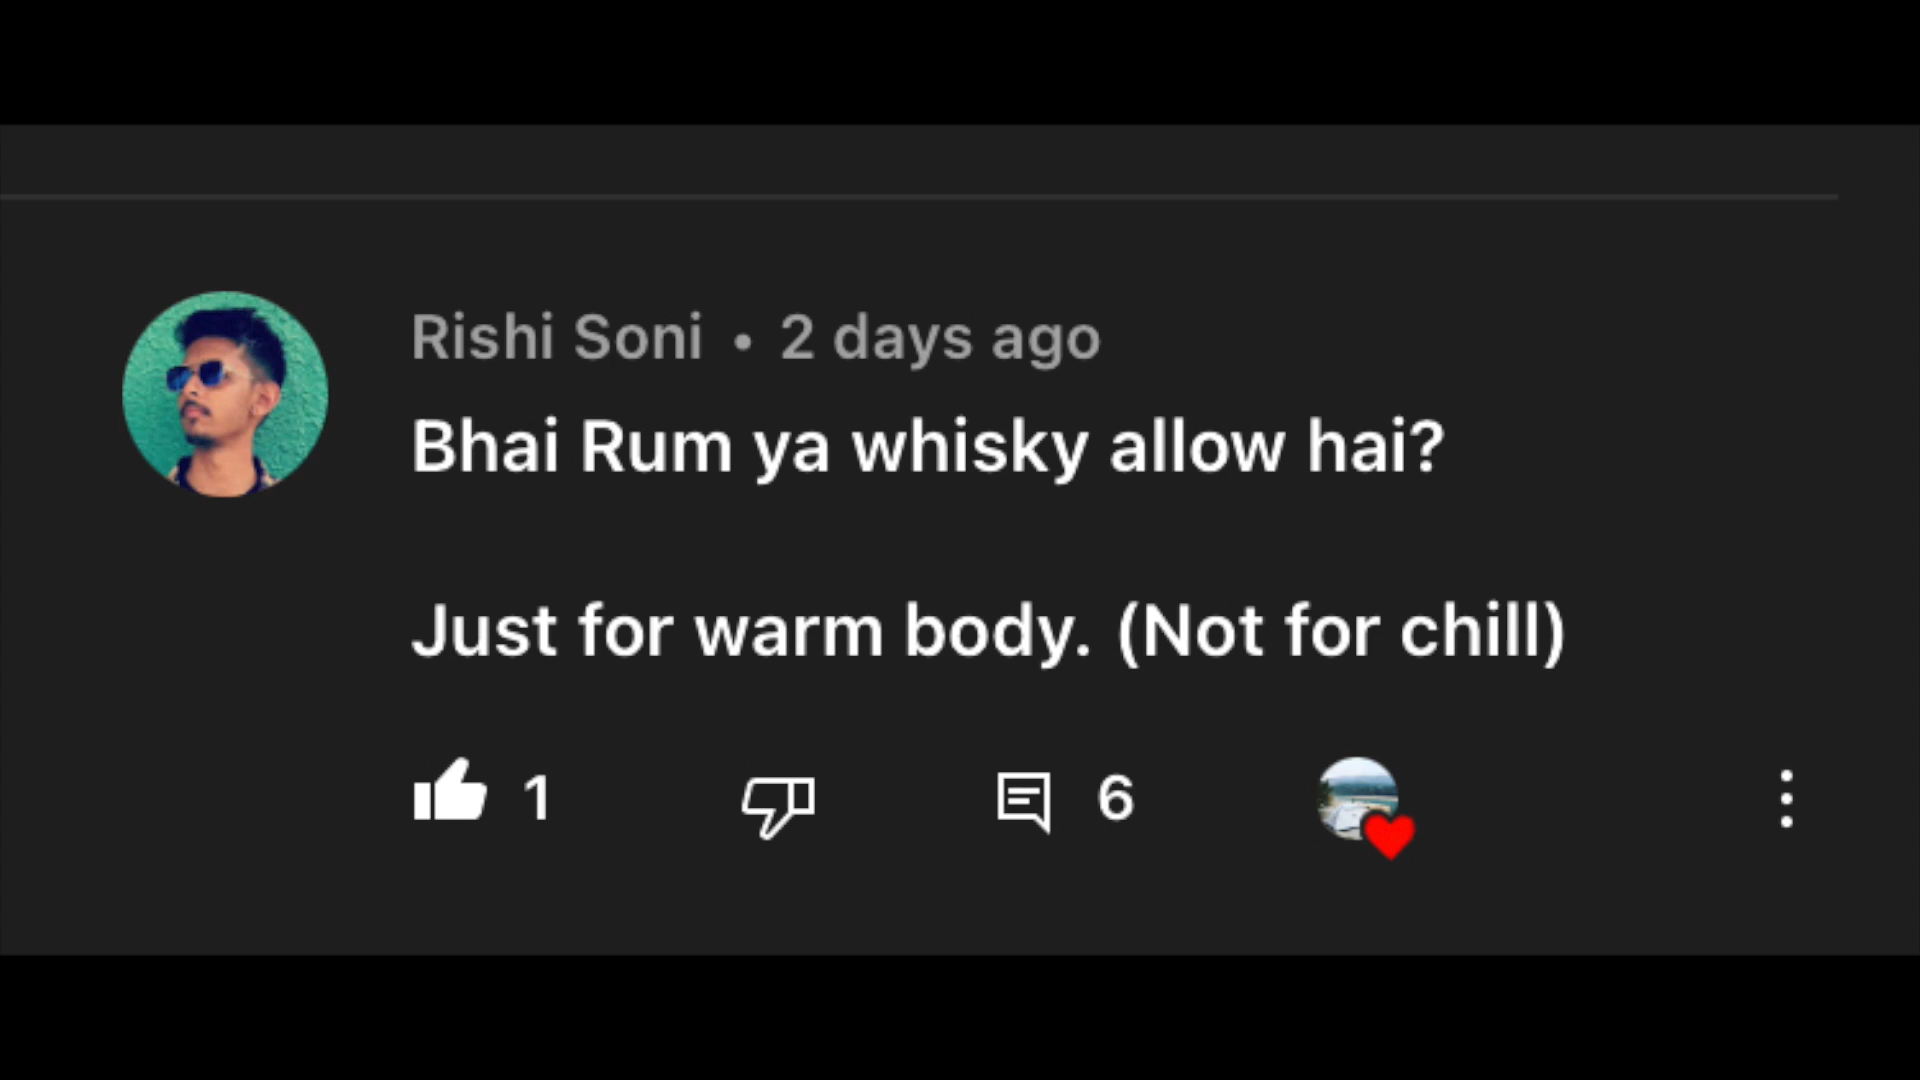 Rishi Soni • 2 days ago
Bhai Rum ya whisky allow hai?
Just for warm body. (Not for chill)
1 6